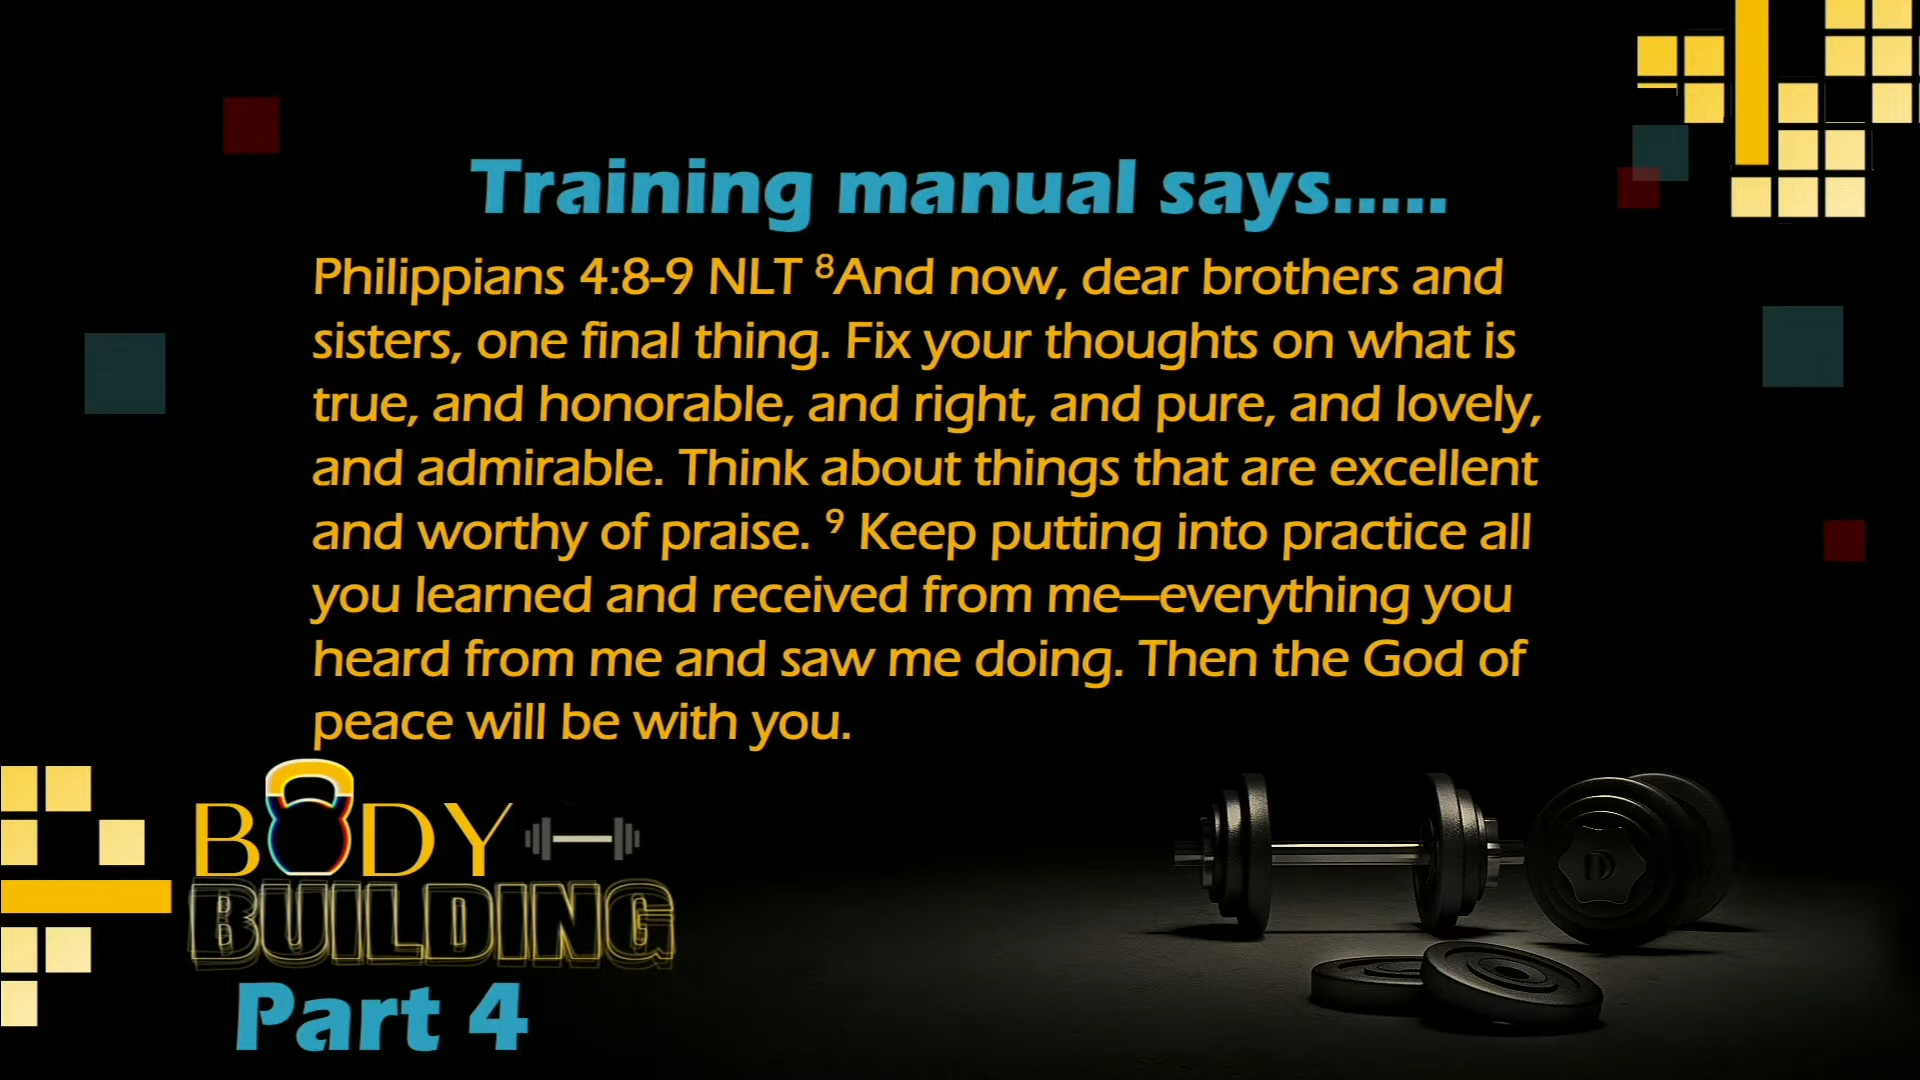 Training manual says.....
Philippians 4:8-9 NLT ⁸And now, dear brothers and
sisters, one final thing. Fix your thoughts on what is
true, and honorable, and right, and pure, and lovely,
and admirable. Think about things that are excellent
and worthy of praise. ⁹ Keep putting into practice all
you learned and received from me—everything you
heard from me and saw me doing. Then the God of
peace will be with you.
BODY
BUILDING
Part 4